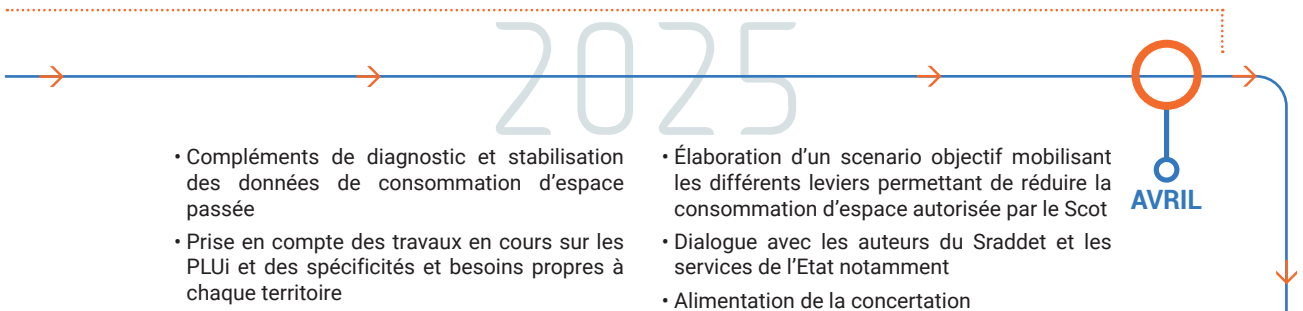 2025
• Compléments de diagnostic et stabilisation
des données de consommation d'espace
passée
• Prise en compte des travaux en cours sur les
PLUi et des spécificités et besoins propres à
chaque territoire
• Élaboration d'un scenario objectif mobilisant
les différents leviers permettant de réduire la
consommation d'espace autorisée par le Scot
• Dialogue avec les auteurs du Sraddet et les
services de l'Etat notamment
• Alimentation de la concertation
AVRIL